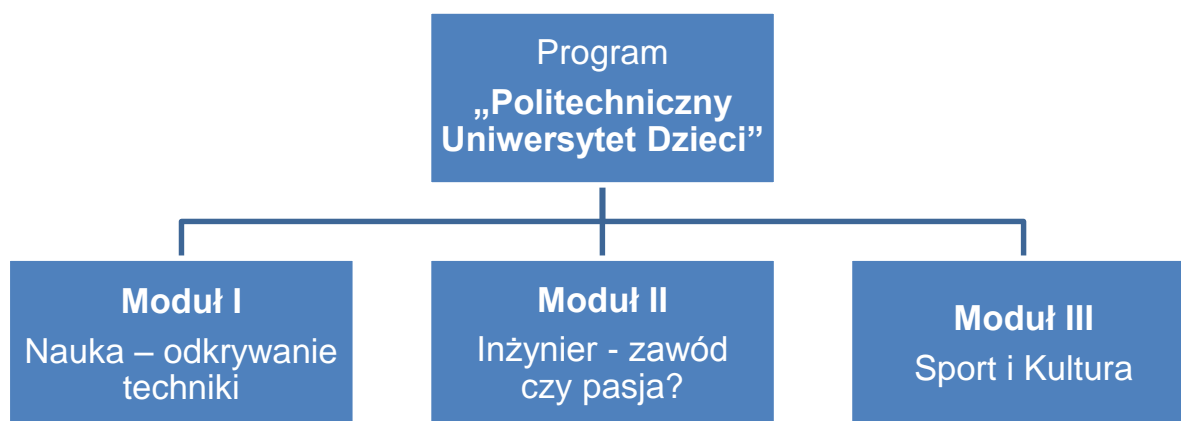 Program
„Politechniczny
Uniwersytet Dzieci”
Moduł I
Nauka – odkrywanie
techniki
Moduł II
Inżynier - zawód
czy pasja?
Moduł III
Sport i Kultura